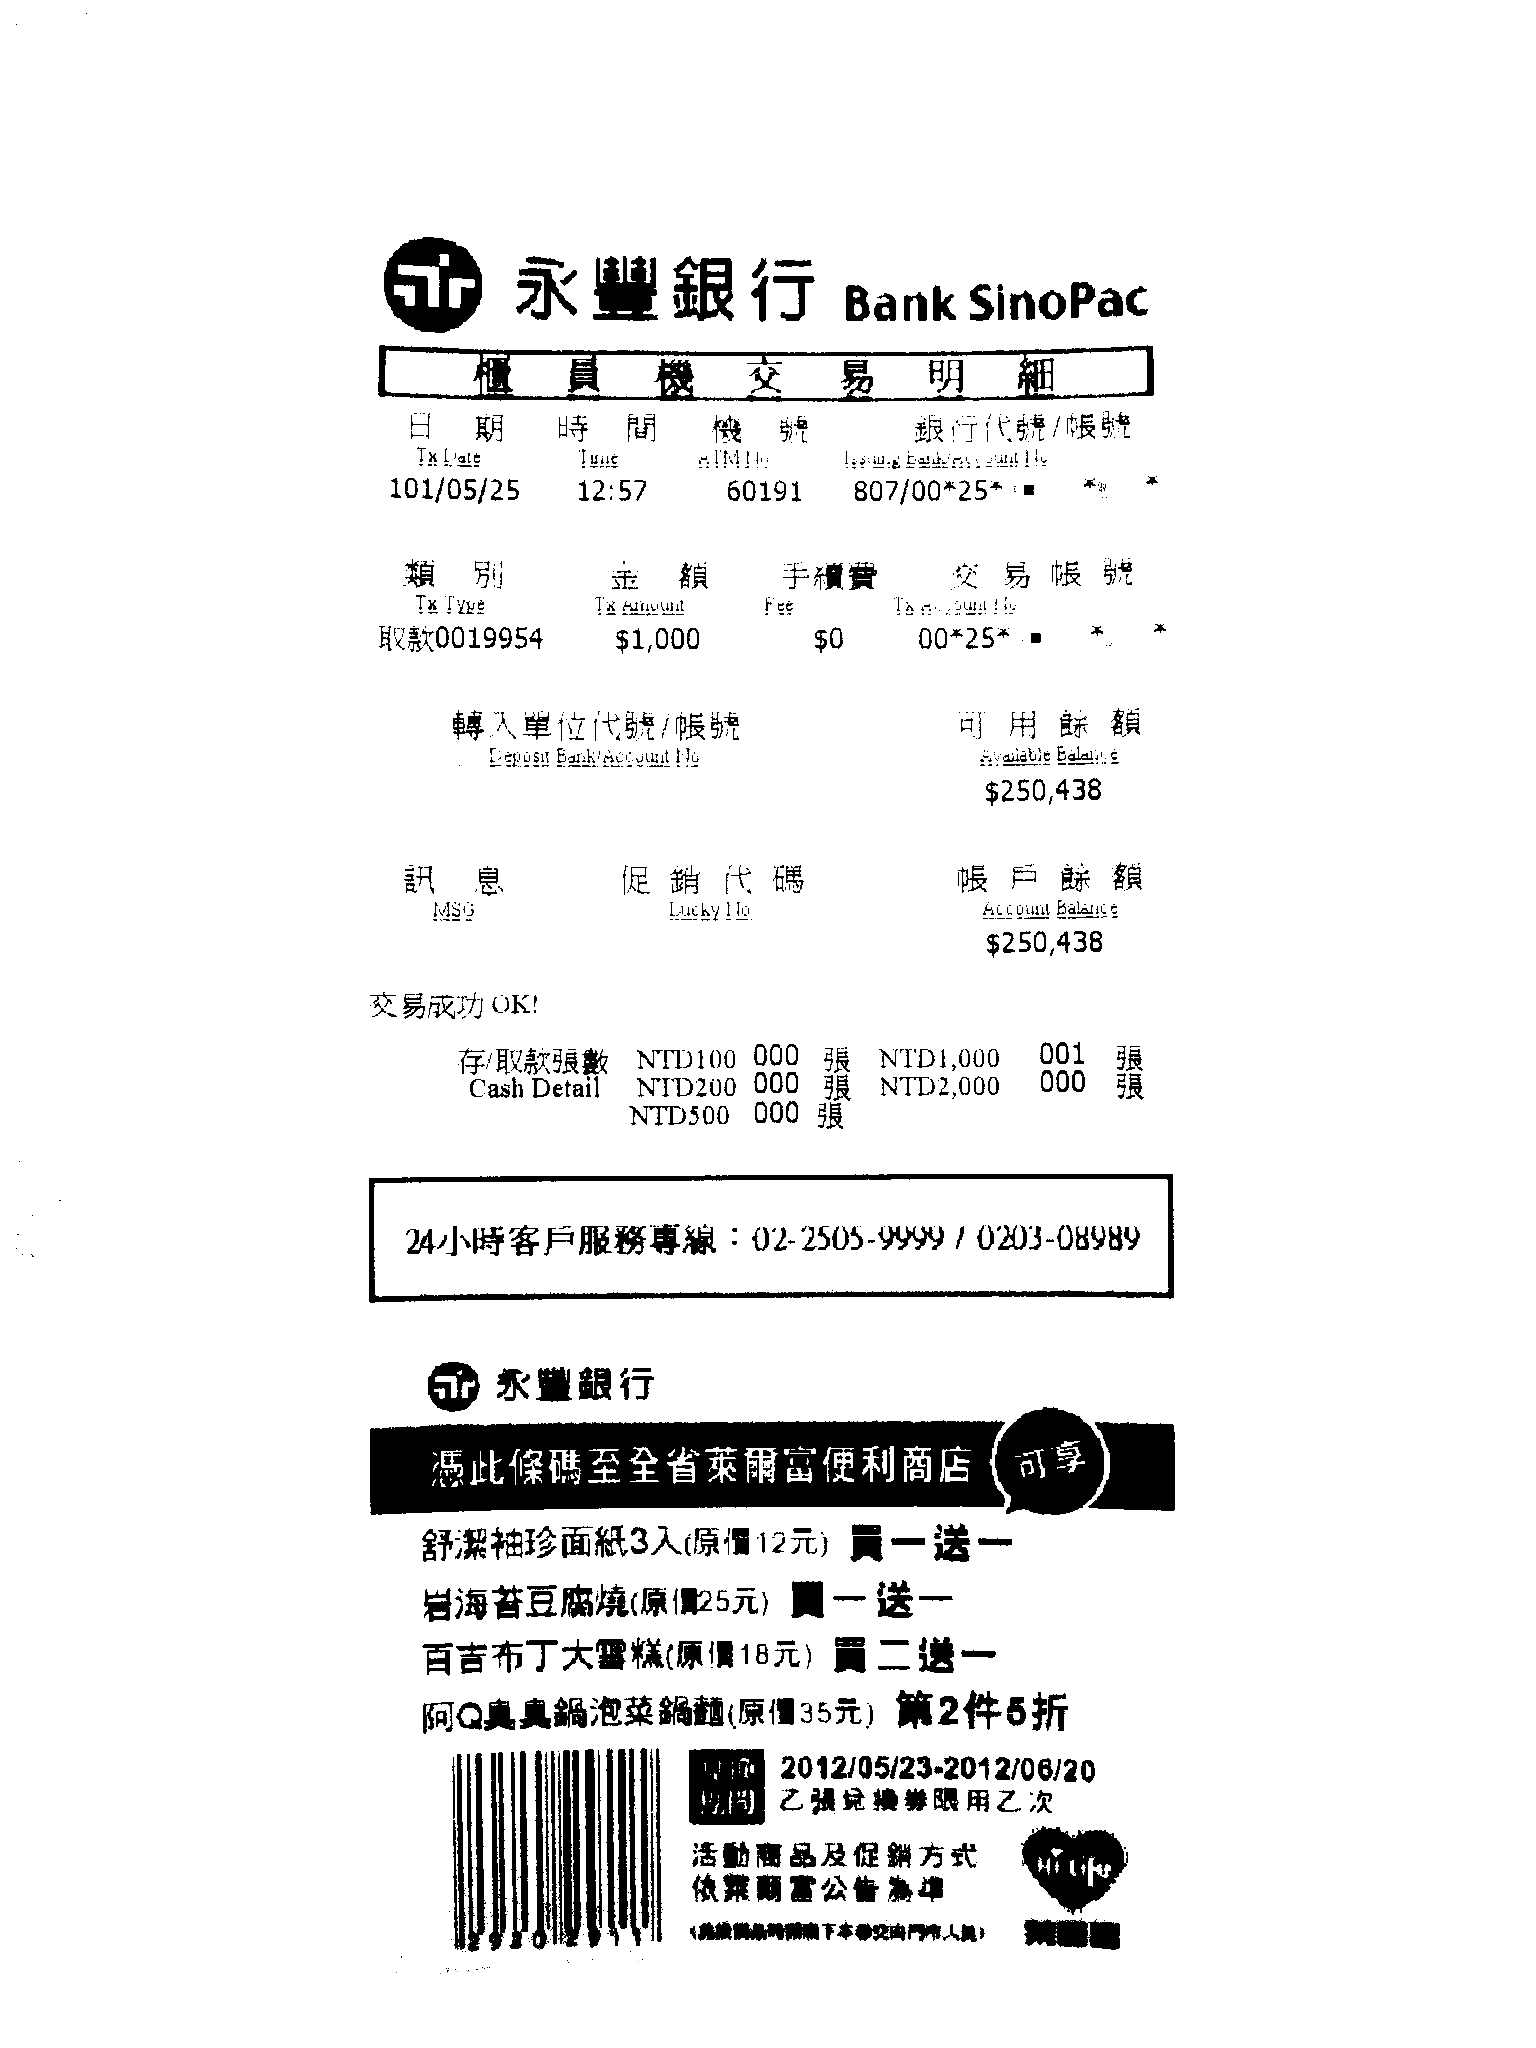 永豐銀行 Bank SinoPac
櫃員機交易明細
日期 時間 機號 銀行代號/帳號
Tx Date Time ATM No Issuing Bank/Account No
101/05/25 12:57 60191 807/00*25* * *
類別 金額 手續費 交易帳號
Tx Type Tx Amount Fee Tx Account No
取款0019954 $1,000 $0 00*25* * *
轉入單位代號/帳號 可用餘額
Deposit Bank/Account No Available Balance
$250,438
訊息 促銷代碼 帳戶餘額
MSG Lucky No Account Balance
$250,438
交易成功 OK!
存/取款張數 NTD100 000 張 NTD1,000 001 張
Cash Detail NTD200 000 張 NTD2,000 000 張
NTD500 000 張
24小時客戶服務專線：02-2505-9999 / 0203-08989
永豐銀行
憑此條碼至全省萊爾富便利商店 可享
舒潔袖珍面紙3入(原價12元) 買一送一
岩海苔豆腐燒(原價25元) 買一送一
百吉布丁大雪糕(原價18元) 買二送一
阿Q臭臭鍋泡菜鍋麵(原價35元) 第2件5折
2012/05/23-2012/06/20
乙張兌換券限用乙次
活動商品及促銷方式
依萊爾富公告為準
Hi-Life
萊爾富